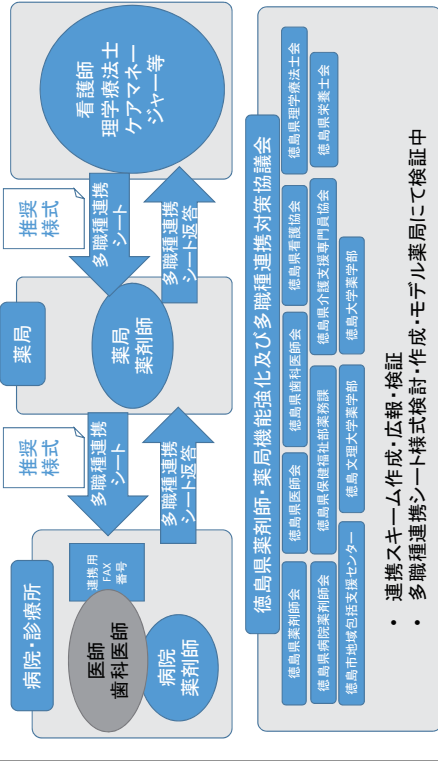 病院・診療所
連携用
FAX
番号
医師
歯科医師
病院
薬剤師
推奨
様式
多職種連携
シート
多職種連携
シート返答
薬局
薬局
薬剤師
推奨
様式
多職種連携
シート
多職種連携
シート返答
看護師
理学療法士
ケアマネー
ジャー等
徳島県薬剤師・薬局機能強化及び多職種連携対策協議会
徳島県薬剤師会
徳島県医師会
徳島県歯科医師会
徳島県看護協会
徳島県理学療法士会
徳島県病院薬剤師会
徳島県保健福祉部薬務課
徳島県介護支援専門員協会
徳島県栄養士会
徳島市地域包括支援センター
徳島文理大学薬学部
徳島大学薬学部
• 連携スキーム作成・広報・検証
• 多職種連携シート様式検討・作成・モデル薬局にて検証中